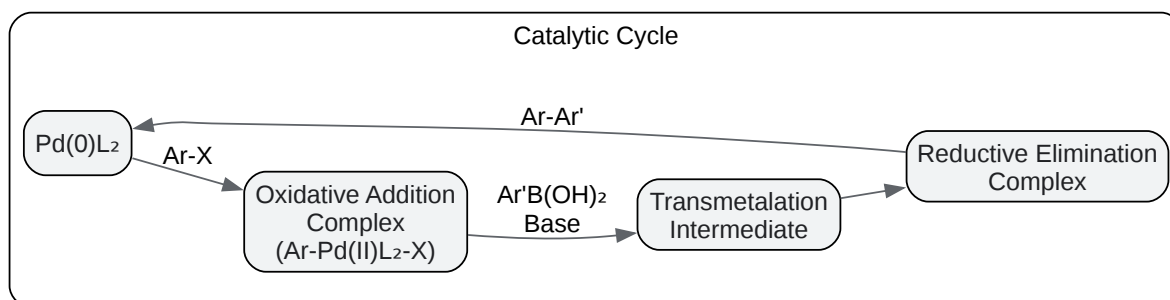 Catalytic Cycle
Pd(0)L₂
Ar-X
Oxidative Addition
Complex
(Ar-Pd(II)L₂-X)
Ar'B(OH)₂
Base
Transmetalation
Intermediate
Reductive Elimination
Complex
Ar-Ar'